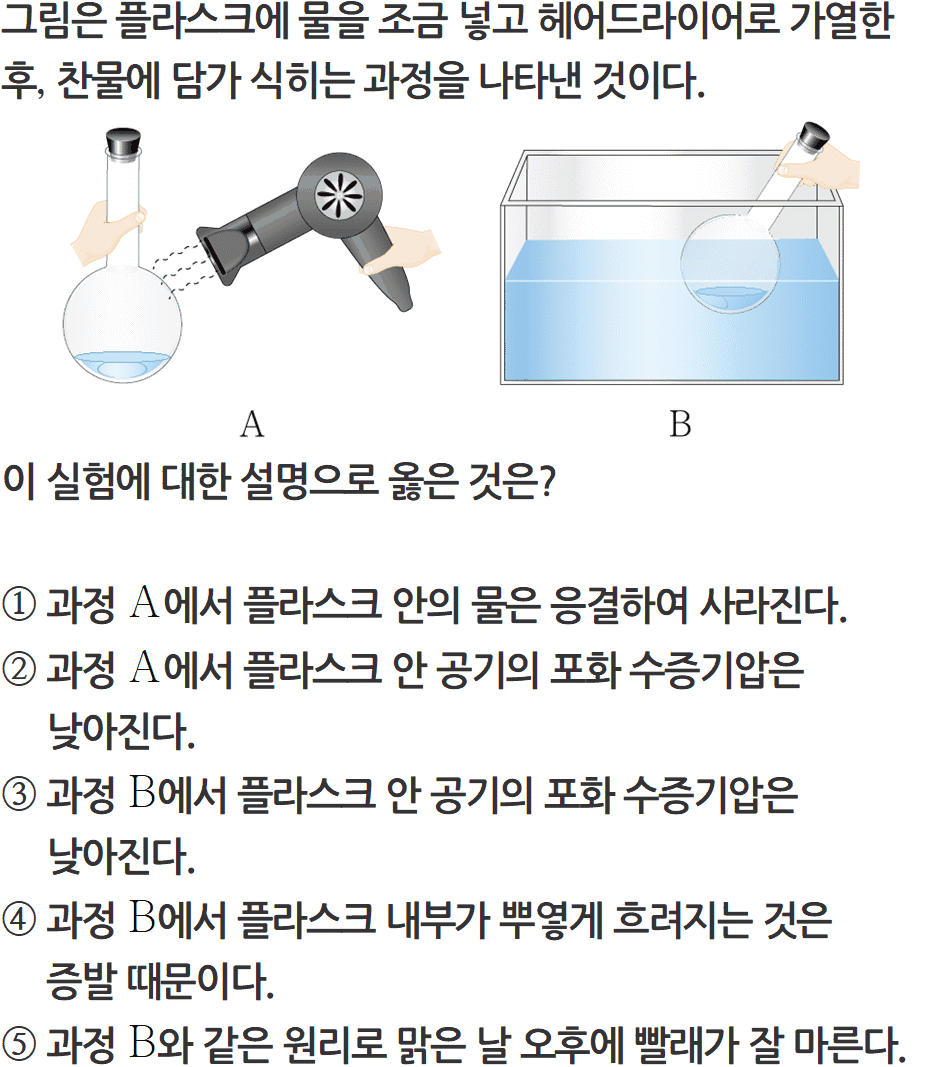 그림은 플라스크에 물을 조금 넣고 헤어드라이어로 가열한
후, 찬물에 담가 식히는 과정을 나타낸 것이다.
A
B
이 실험에 대한 설명으로 옳은 것은?
① 과정 A에서 플라스크 안의 물은 응결하여 사라진다.
② 과정 A에서 플라스크 안 공기의 포화 수증기압은
낮아진다.
③ 과정 B에서 플라스크 안 공기의 포화 수증기압은
낮아진다.
④ 과정 B에서 플라스크 내부가 뿌옇게 흐려지는 것은
증발 때문이다.
⑤ 과정 B와 같은 원리로 맑은 날 오후에 빨래가 잘 마른다.